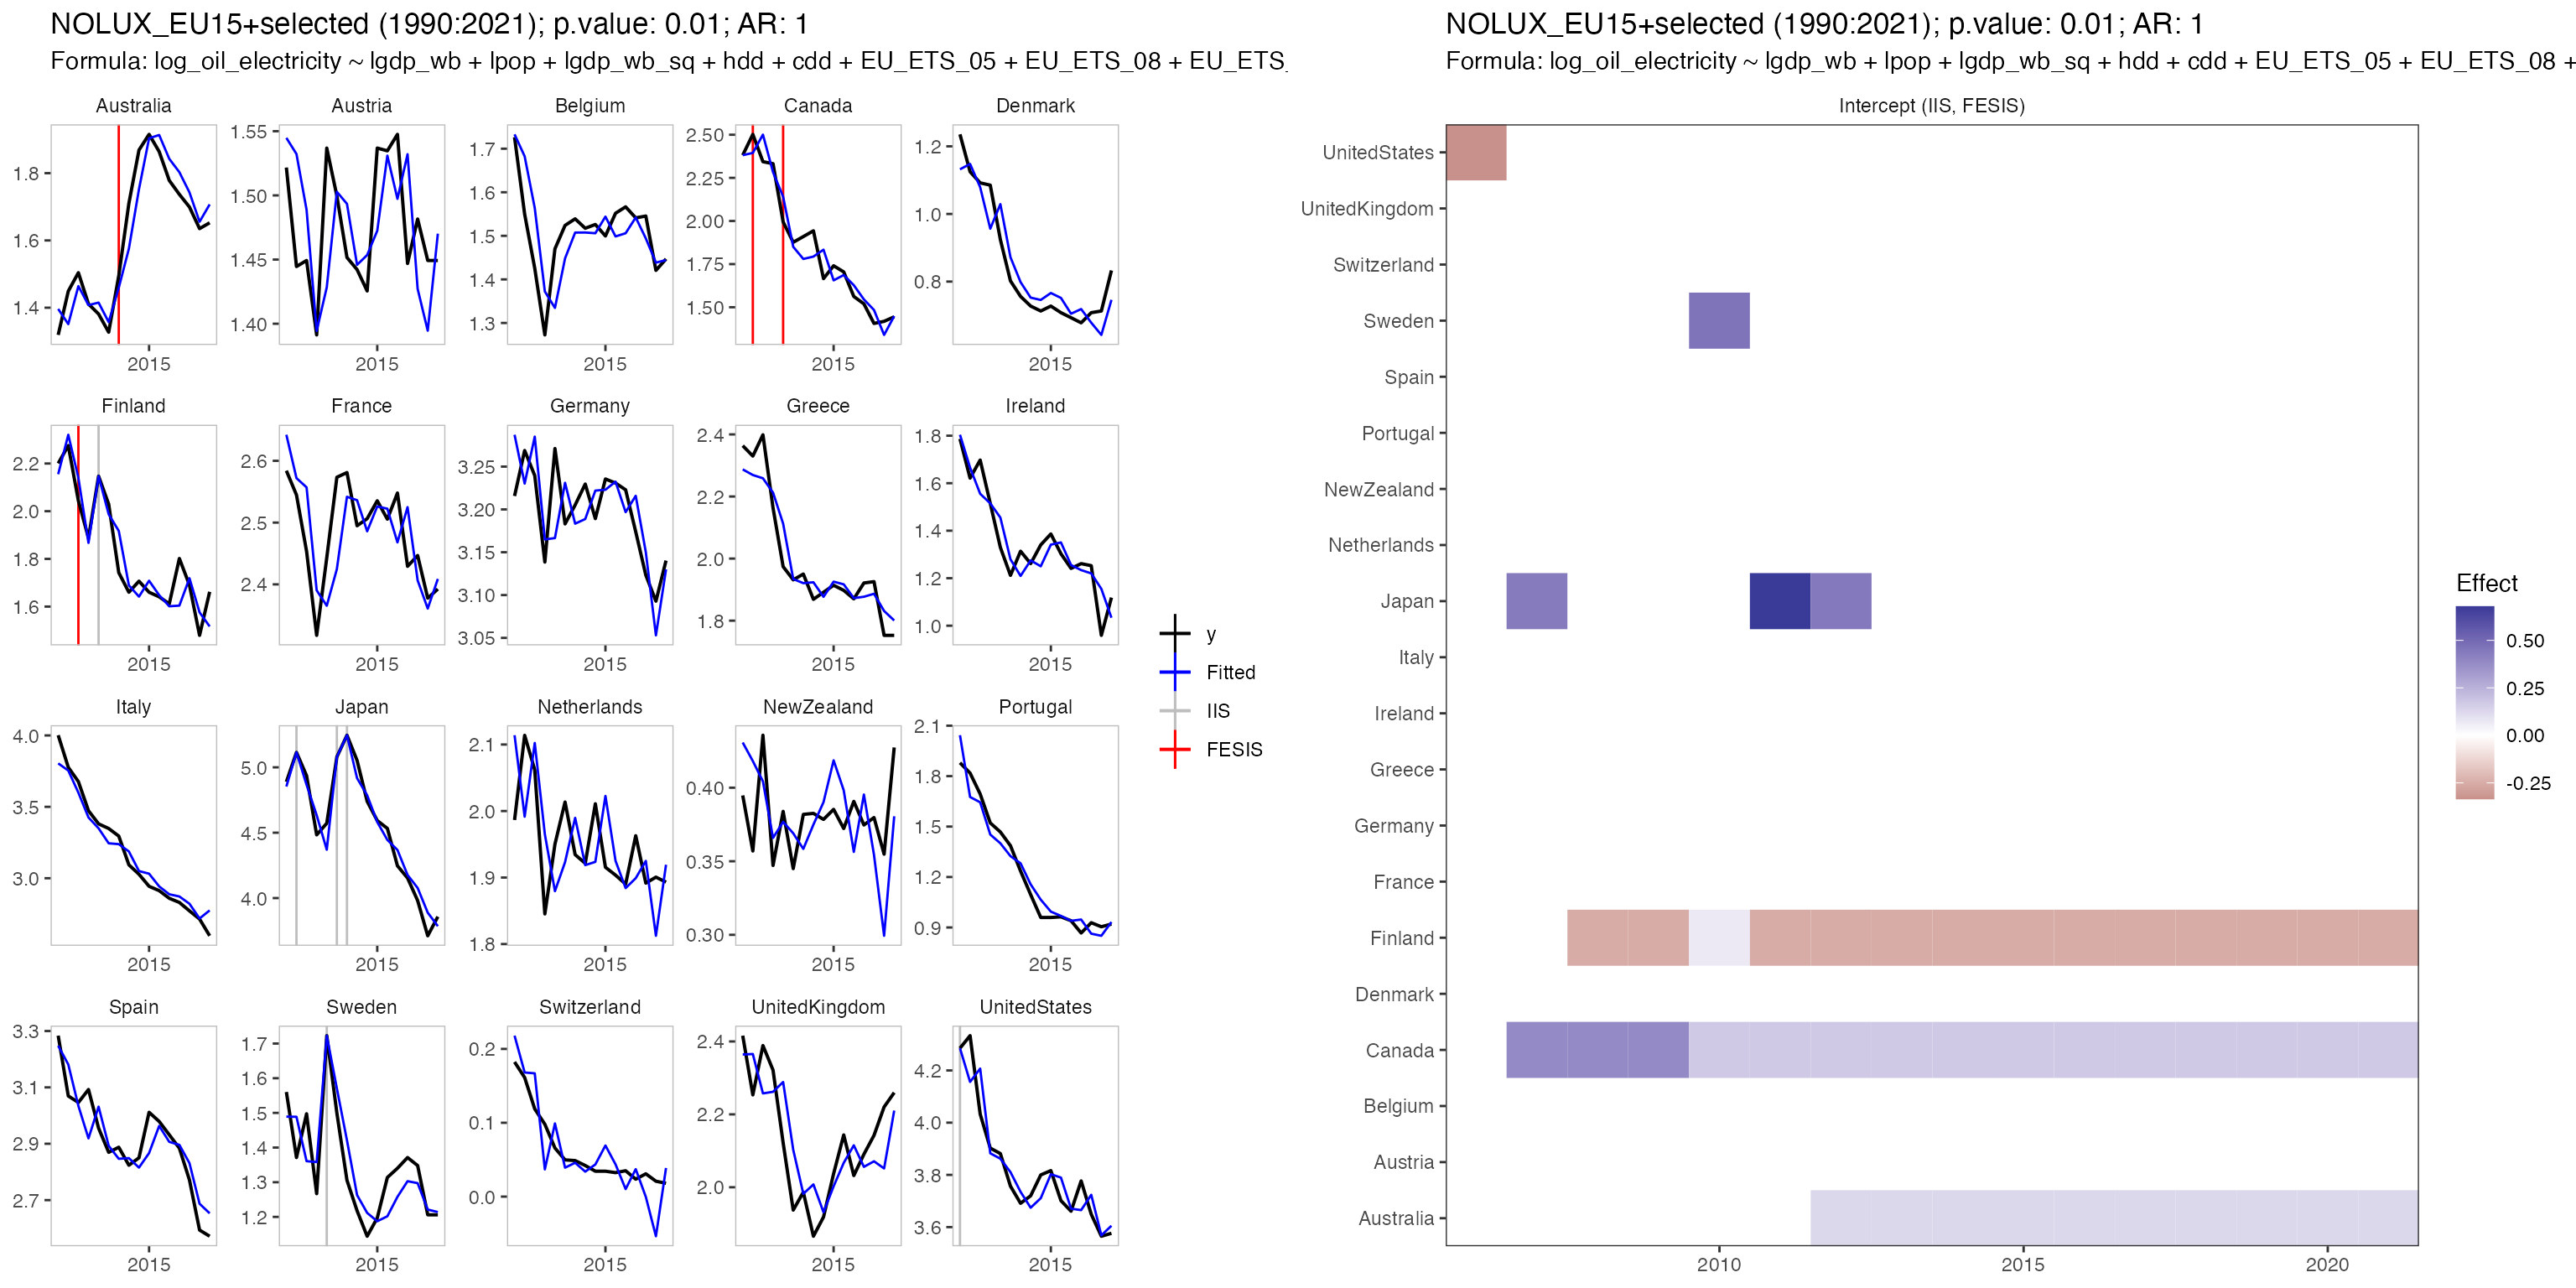 NOLUX_EU15+selected (1990:2021); p.value: 0.01; AR: 1
Formula: log_oil_electricity ~ lgdp_wb + lpop + lgdp_wb_sq + hdd + cdd + EU_ETS_05 + EU_ETS_08 + EU_ETS_
Australia
1.8
1.6
1.4
2015
Austria
1.55
1.50
1.45
1.40
2015
Belgium
1.7
1.6
1.5
1.4
1.3
2015
Canada
2.50
2.25
2.00
1.75
1.50
2015
Denmark
1.2
1.0
0.8
2015
Finland
2.2
2.0
1.8
1.6
2015
France
2.6
2.5
2.4
2015
Germany
3.25
3.20
3.15
3.10
3.05
2015
Greece
2.4
2.2
2.0
1.8
2015
Ireland
1.8
1.6
1.4
1.2
1.0
2015
Italy
4.0
3.5
3.0
2015
Japan
5.0
4.5
4.0
2015
Netherlands
2.1
2.0
1.9
1.8
2015
NewZealand
0.40
0.35
0.30
2015
Portugal
2.1
1.8
1.5
1.2
0.9
2015
Spain
3.3
3.1
2.9
2.7
2015
Sweden
1.7
1.6
1.5
1.4
1.3
1.2
2015
Switzerland
0.2
0.1
0.0
2015
UnitedKingdom
2.4
2.2
2.0
2015
UnitedStates
4.2
4.0
3.8
3.6
2015
y
Fitted
IIS
FESIS
NOLUX_EU15+selected (1990:2021); p.value: 0.01; AR: 1
Formula: log_oil_electricity ~ lgdp_wb + lpop + lgdp_wb_sq + hdd + cdd + EU_ETS_05 + EU_ETS_08 +
Intercept (IIS, FESIS)
UnitedStates
UnitedKingdom
Switzerland
Sweden
Spain
Portugal
NewZealand
Netherlands
Japan
Italy
Ireland
Greece
Germany
France
Finland
Denmark
Canada
Belgium
Austria
Australia
2010 2015 2020
Effect
0.50
0.25
0.00
-0.25